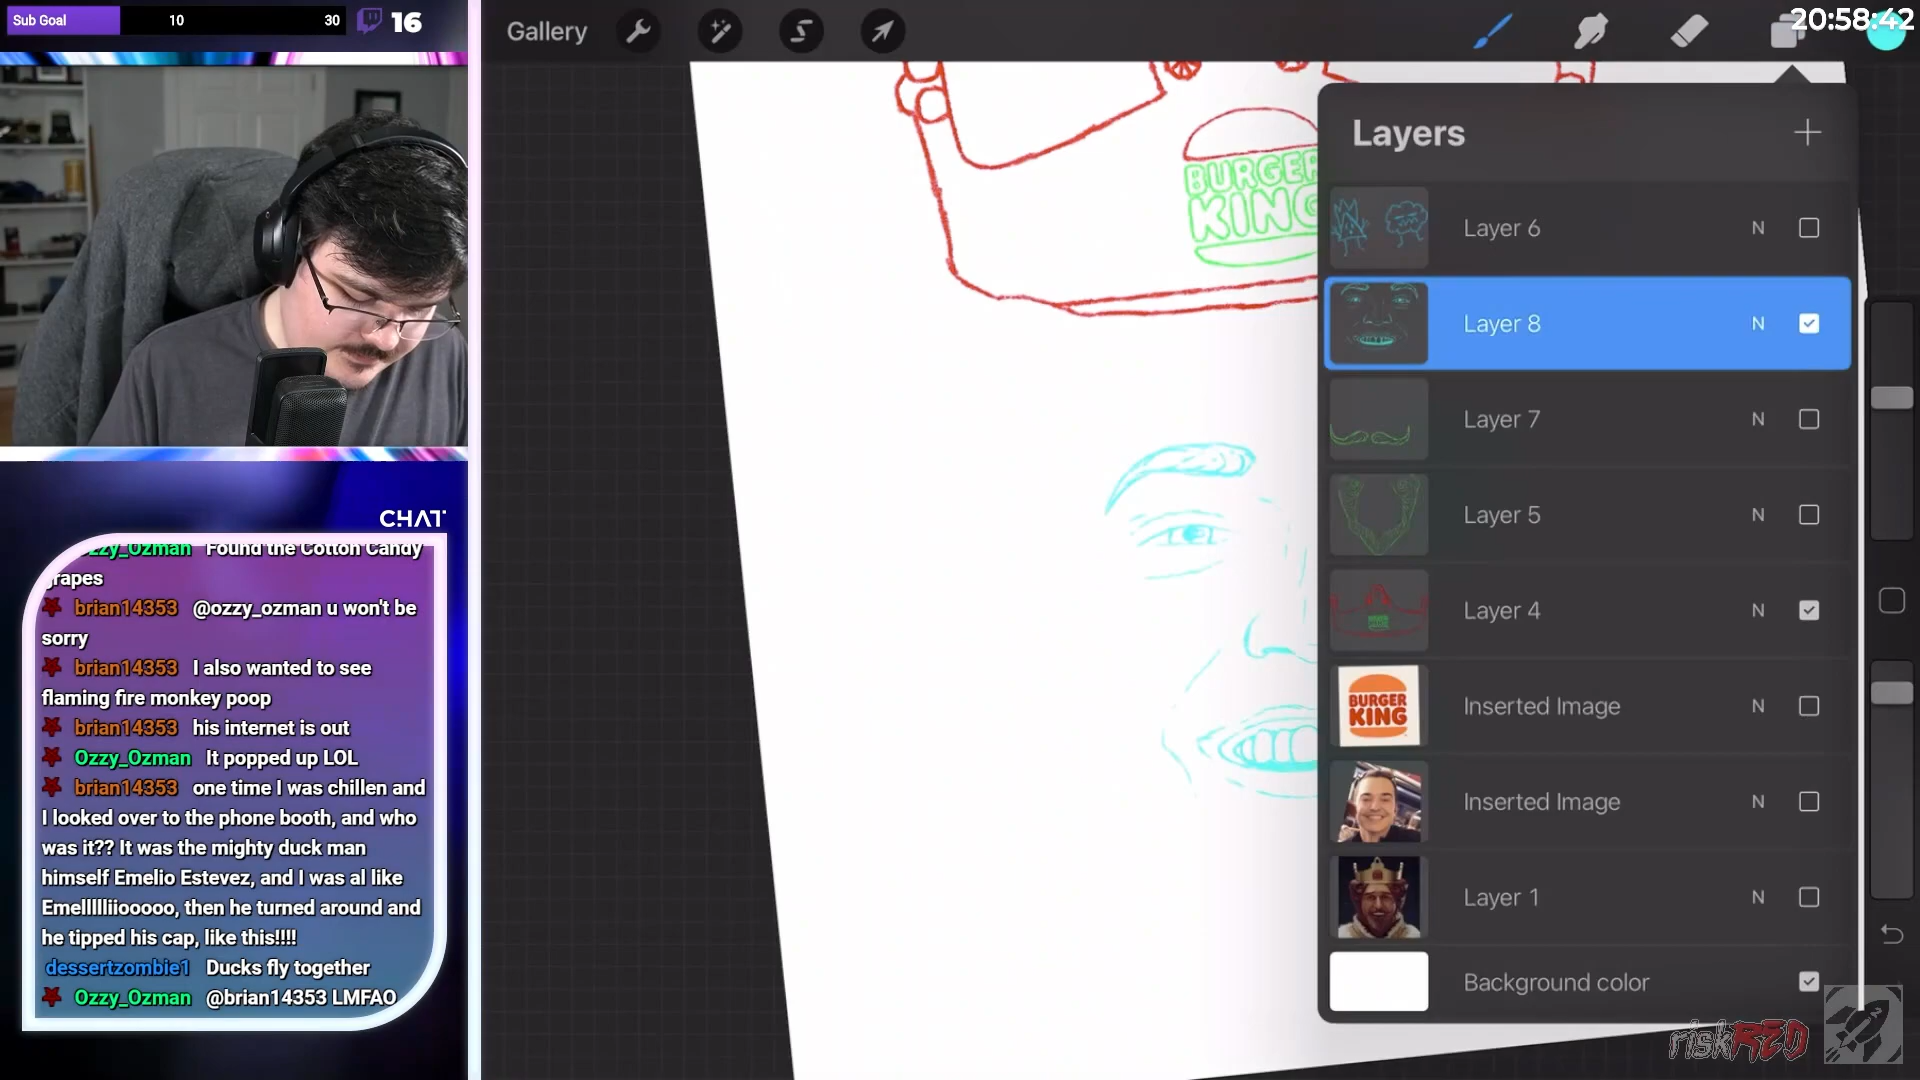 Sub Goal 10 30 16
Gallery
20:58:42
CHAT
Ozzy_Ozman Found the Cotton Candy
grapes
brian14353 @ozzy_ozman u won't be
sorry
brian14353 I also wanted to see
flaming fire monkey poop
brian14353 his internet is out
Ozzy_Ozman It popped up LOL
brian14353 one time I was chillen and
I looked over to the phone booth, and who
was it?? It was the mighty duck man
himself Emelio Estevez, and I was al like
Emellllliiooooo, then he turned around and
he tipped his cap, like this!!!!
dessertzombie1 Ducks fly together
Ozzy_Ozman @brian14353 LMFAO
BURGER
KING
Layers
Layer 6 N
Layer 8 N
Layer 7 N
Layer 5 N
Layer 4 N
BURGER
KING
Inserted Image N
Inserted Image N
Layer 1 N
Background color
riskRED